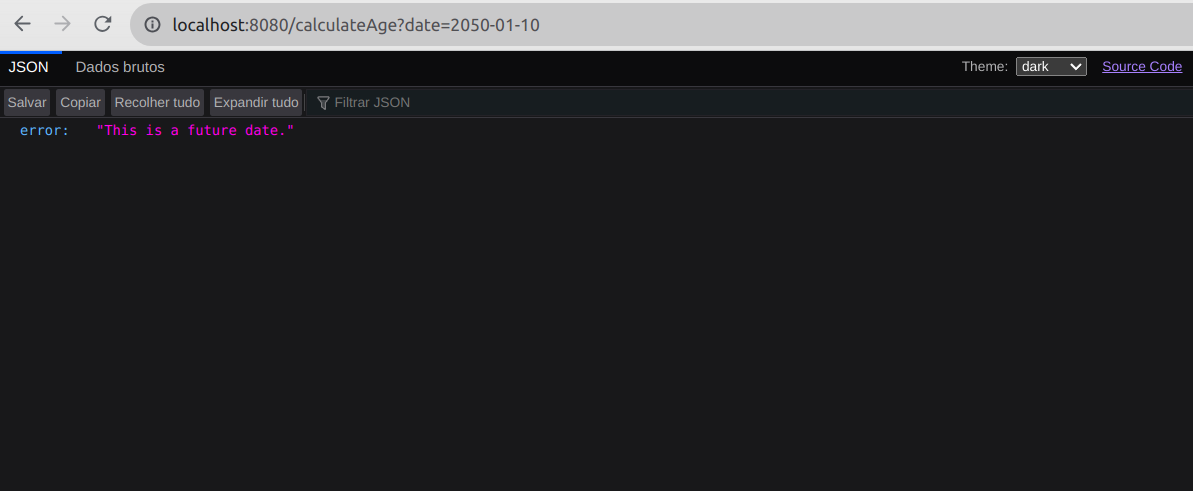 localhost:8080/calculateAge?date=2050-01-10
JSON Dados brutos Theme: dark Source Code
Salvar Copiar Recolher tudo Expandir tudo Filtrar JSON
error: "This is a future date."